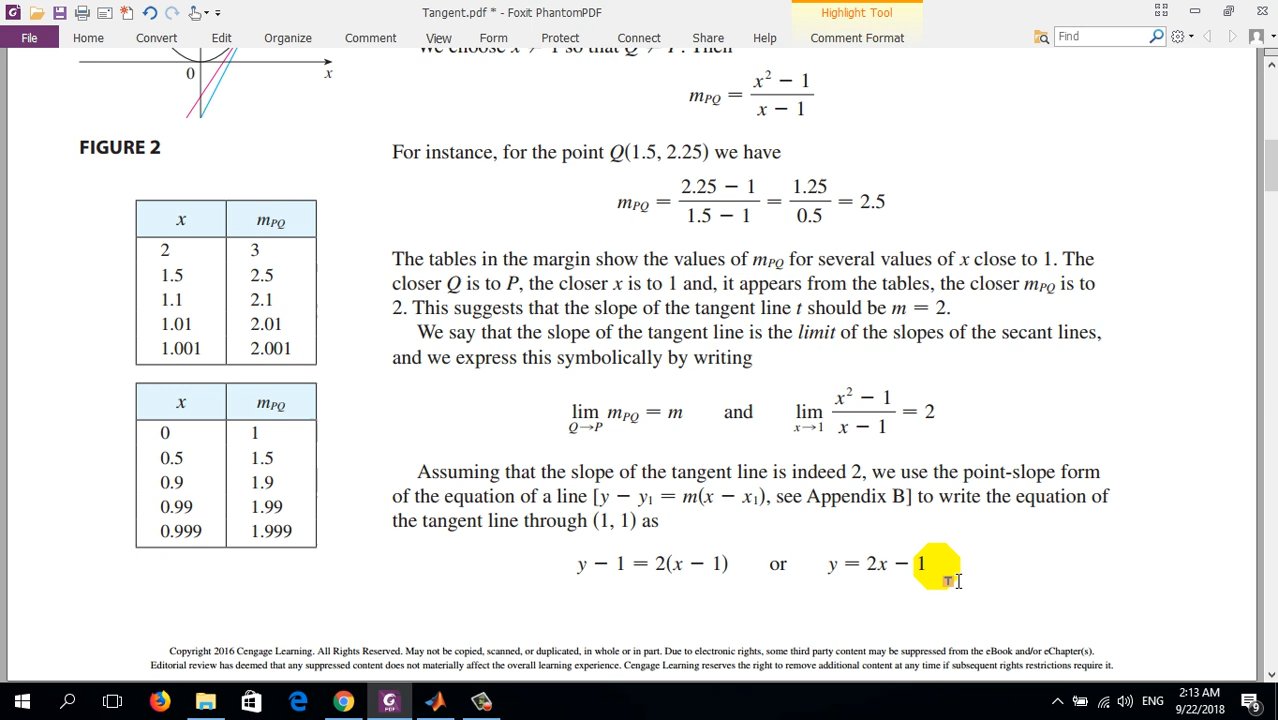 Tangent.pdf * - Foxit PhantomPDF
Highlight Tool
File Home Convert Edit Organize Comment View Form Protect Connect Share Help Comment Format
Find
We choose x ≠ 1 so that Q ≠ P. Then
0 x
FIGURE 2
m_PQ = (x² − 1)/(x − 1)
For instance, for the point Q(1.5, 2.25) we have
m_PQ = (2.25 − 1)/(1.5 − 1) = 1.25/0.5 = 2.5
x m_PQ
2 3
1.5 2.5
1.1 2.1
1.01 2.01
1.001 2.001
x m_PQ
0 1
0.5 1.5
0.9 1.9
0.99 1.99
0.999 1.999
The tables in the margin show the values of m_PQ for several values of x close to 1. The
closer Q is to P, the closer x is to 1 and, it appears from the tables, the closer m_PQ is to
2. This suggests that the slope of the tangent line t should be m = 2.
We say that the slope of the tangent line is the limit of the slopes of the secant lines,
and we express this symbolically by writing
lim Q→P m_PQ = m and lim x→1 (x² − 1)/(x − 1) = 2
Assuming that the slope of the tangent line is indeed 2, we use the point-slope form
of the equation of a line [y − y₁ = m(x − x₁), see Appendix B] to write the equation of
the tangent line through (1, 1) as
y − 1 = 2(x − 1) or y = 2x − 1
T
Copyright 2016 Cengage Learning. All Rights Reserved. May not be copied, scanned, or duplicated, in whole or in part. Due to electronic rights, some third party content may be suppressed from the eBook and/or eChapter(s).
Editorial review has deemed that any suppressed content does not materially affect the overall learning experience. Cengage Learning reserves the right to remove additional content at any time if subsequent rights restrictions require it.
PDF
ENG
2:13 AM
9/22/2018
9